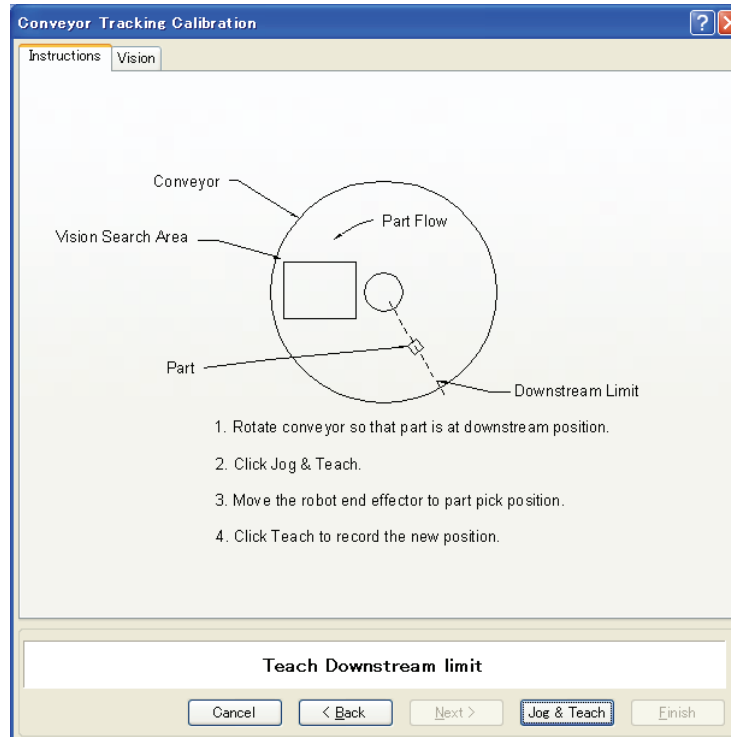 Conveyor Tracking Calibration
Instructions
Vision
Conveyor
Part Flow
Vision Search Area
Part
Downstream Limit
1. Rotate conveyor so that part is at downstream position.
2. Click Jog & Teach.
3. Move the robot end effector to part pick position.
4. Click Teach to record the new position.
Teach Downstream limit
Cancel
< Back
Next >
Jog & Teach
Finish